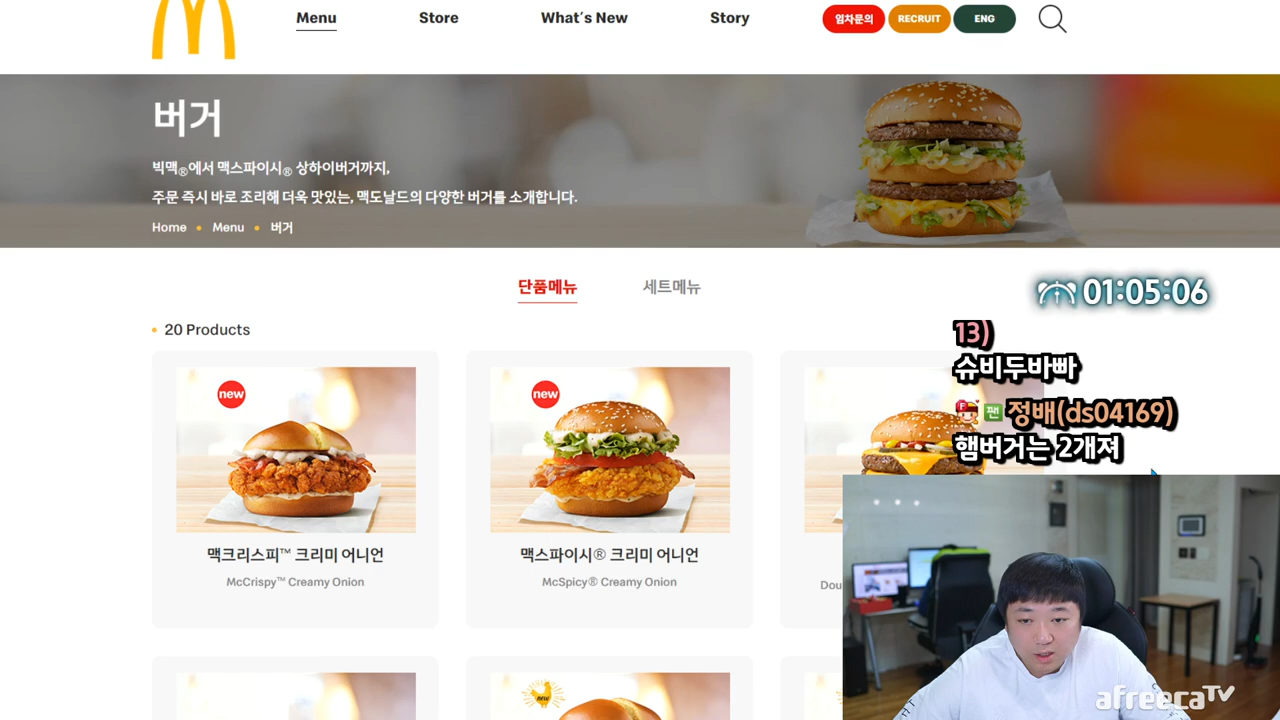 Menu
Store
What's New
Story
임차문의
RECRUIT
ENG
버거
빅맥®에서 맥스파이시® 상하이버거까지,
주문 즉시 바로 조리해 더욱 맛있는, 맥도날드의 다양한 버거를 소개합니다.
Home • Menu • 버거
단품메뉴
세트메뉴
01:05:06
• 20 Products
13)
슈비두바빠
F 팬 정배(ds04169)
햄버거는 2개져
new
new
맥크리스피™ 크리미 어니언
McCrispy™ Creamy Onion
맥스파이시® 크리미 어니언
McSpicy® Creamy Onion
Dou
new
afreecaTV